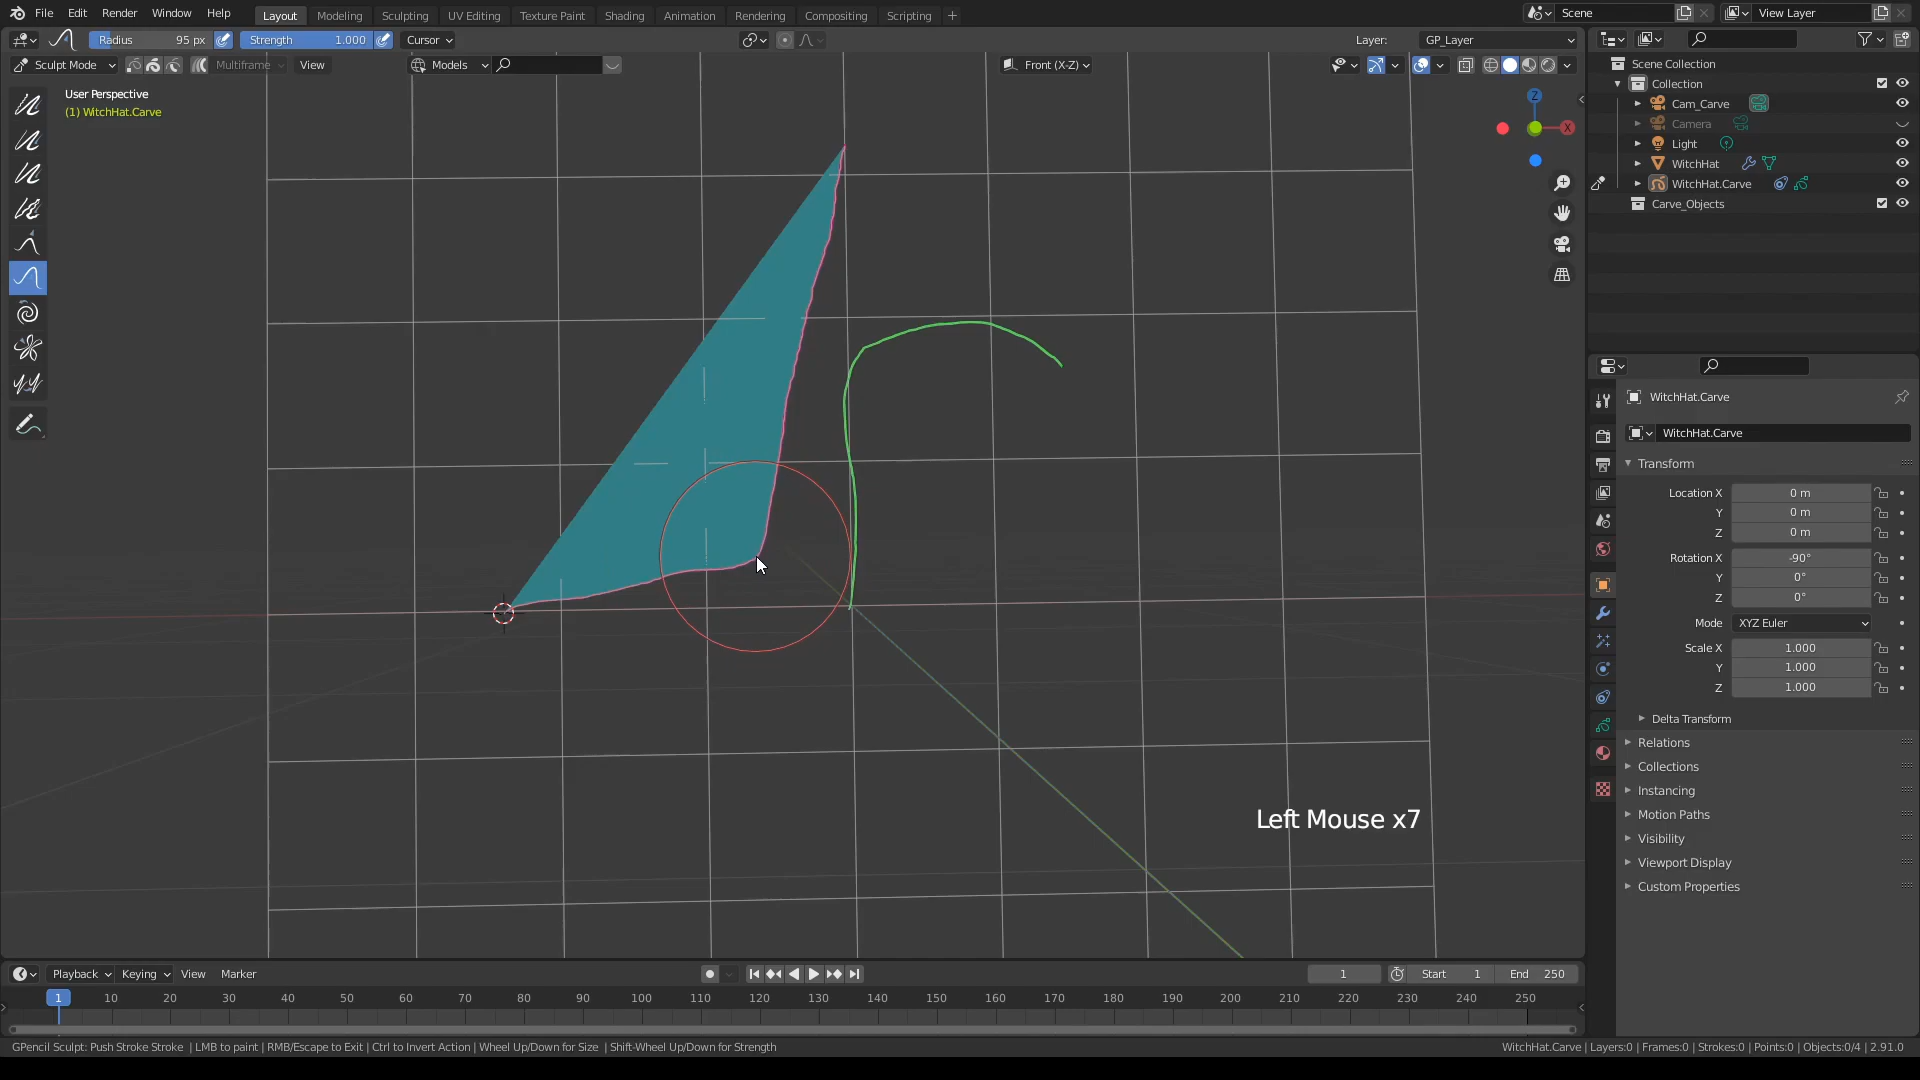 File Edit Render Window Help Layout Modeling Sculpting UV Editing Texture Paint Shading Animation Rendering Compositing Scripting + Scene View Layer
Radius 95 px Strength 1.000 Cursor Layer: GP_Layer
Sculpt Mode Multiframe View Models Front (X-Z)
User Perspective
(1) WitchHat.Carve
Z
X
Scene Collection
Collection
Cam_Carve
Camera
Light
WitchHat
WitchHat.Carve
Carve_Objects
WitchHat.Carve
WitchHat.Carve
Transform
Location X 0 m
Y 0 m
Z 0 m
Rotation X -90°
Y 0°
Z 0°
Mode XYZ Euler
Scale X 1.000
Y 1.000
Z 1.000
Delta Transform
Relations
Collections
Instancing
Motion Paths
Visibility
Viewport Display
Custom Properties
Left Mouse x7
Playback Keying View Marker 1 Start 1 End 250
1 10 20 30 40 50 60 70 80 90 100 110 120 130 140 150 160 170 180 190 200 210 220 230 240 250
GPencil Sculpt: Push Stroke Stroke | LMB to paint | RMB/Escape to Exit | Ctrl to Invert Action | Wheel Up/Down for Size | Shift-Wheel Up/Down for Strength
WitchHat.Carve | Layers:0 | Frames:0 | Strokes:0 | Points:0 | Objects:0/4 | 2.91.0